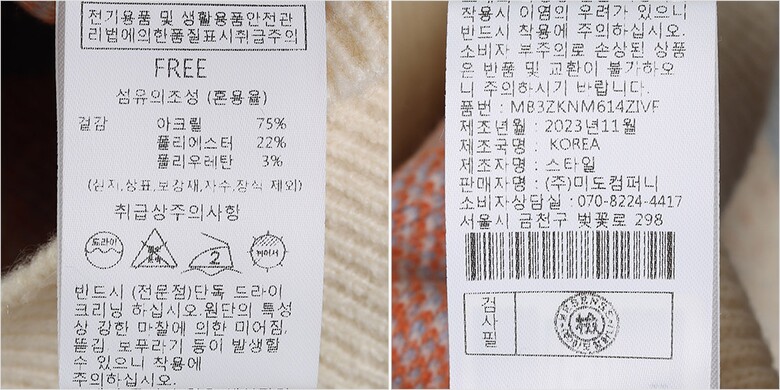 전기용품 및 생활용품안전관
리법에의한품질표시취급주의
FREE
섬유의조성 (혼용율)
겉감 아크릴 75%
폴리에스터 22%
폴리우레탄 3%
(심지,상표,보강재,자수,장식 제외)
취급상주의사항
드라이
2
뉘어서
반드시 (전문점)단독 드라이
크리닝 하십시오.원단의 특성
상 강한 마찰에 의한 미어짐,
뜯김, 보푸라기 등이 발생할
수 있으니 착용에
주의하십시오.
착용시 이염의 우려가 있으니
반드시 착용에 주의하십시오.
소비자 부주의로 손상된 상품
은 반품 및 교환이 불가하오
니 주의하시기 바랍니다.
품번 : MB3ZKNM614ZIVF
제조년월 : 2023년11월
제조국명 : KOREA
제조자명 : 스타일
판매자명 : (주)미도컴퍼니
소비자상담실 : 070-8224-4417
서울시 금천구 벚꽃로 298
검사필